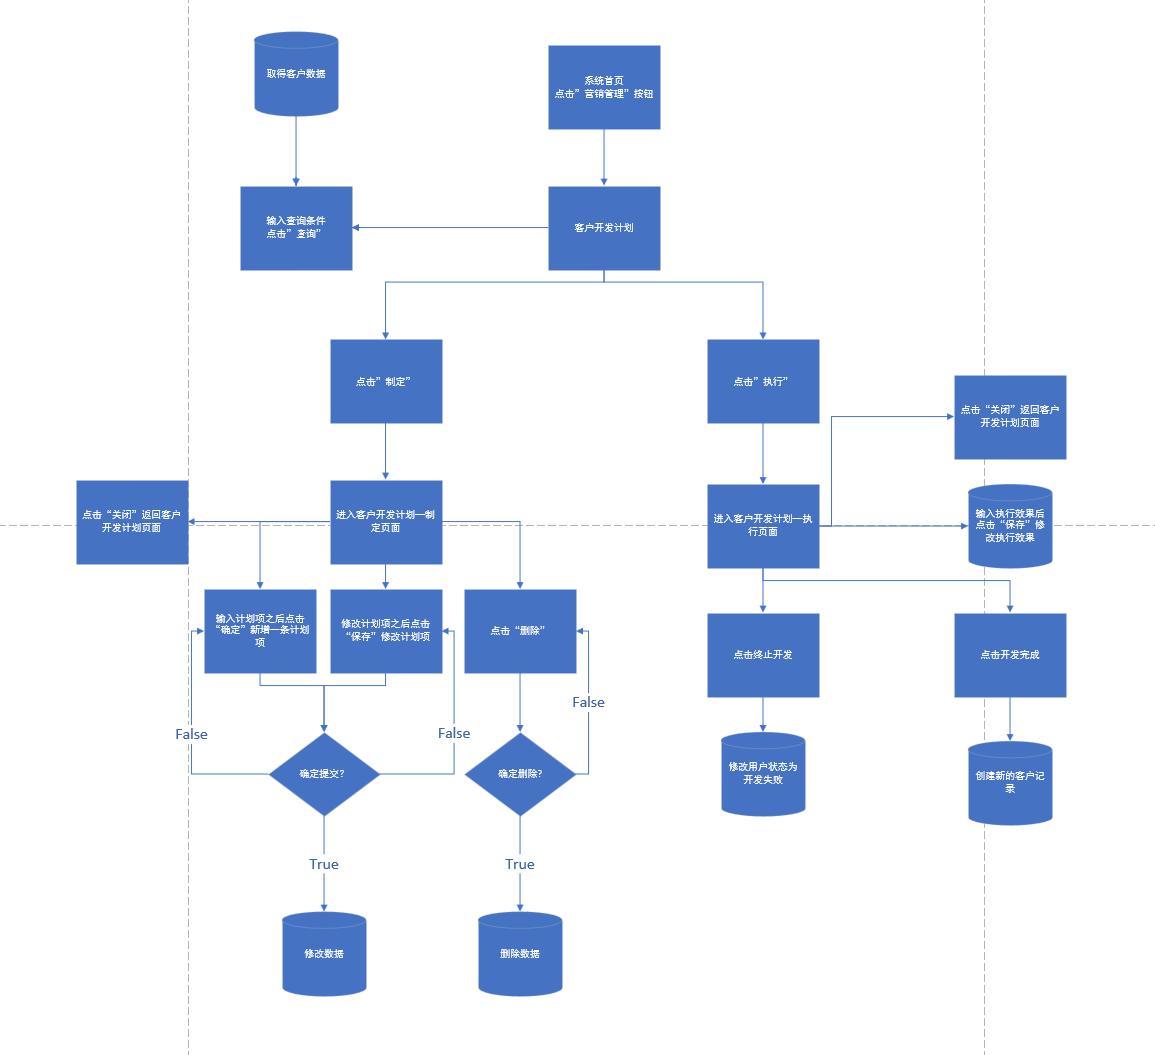 取得客户数据
系统首页
点击”营销管理”按钮
输入查询条件
点击”查询”
客户开发计划
点击”制定”
点击”执行”
点击“关闭”返回客户
开发计划页面
点击“关闭”返回客户
开发计划页面
进入客户开发计划—制
定页面
进入客户开发计划—执
行页面
输入执行效果后
点击“保存”修
改执行效果
输入计划项之后点击
“确定”新增一条计划
项
修改计划项之后点击
“保存”修改计划项
点击“删除”
点击终止开发
点击开发完成
False
False
False
确定提交?
确定删除?
修改用户状态为
开发失败
创建新的客户记
录
True
True
修改数据
删除数据